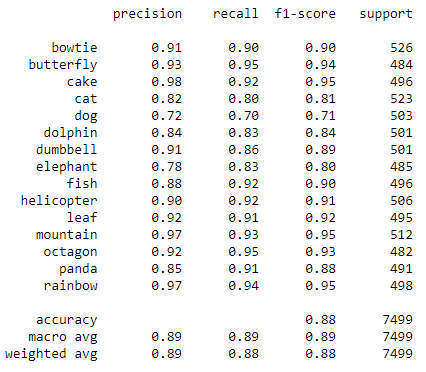 precision recall f1-score support
bowtie 0.91 0.90 0.90 526
butterfly 0.93 0.95 0.94 484
cake 0.98 0.92 0.95 496
cat 0.82 0.80 0.81 523
dog 0.72 0.70 0.71 503
dolphin 0.84 0.83 0.84 501
dumbbell 0.91 0.86 0.89 501
elephant 0.78 0.83 0.80 485
fish 0.88 0.92 0.90 496
helicopter 0.90 0.92 0.91 506
leaf 0.92 0.91 0.92 495
mountain 0.97 0.93 0.95 512
octagon 0.92 0.95 0.93 482
panda 0.85 0.91 0.88 491
rainbow 0.97 0.94 0.95 498
accuracy 0.88 7499
macro avg 0.89 0.89 0.89 7499
weighted avg 0.89 0.88 0.88 7499